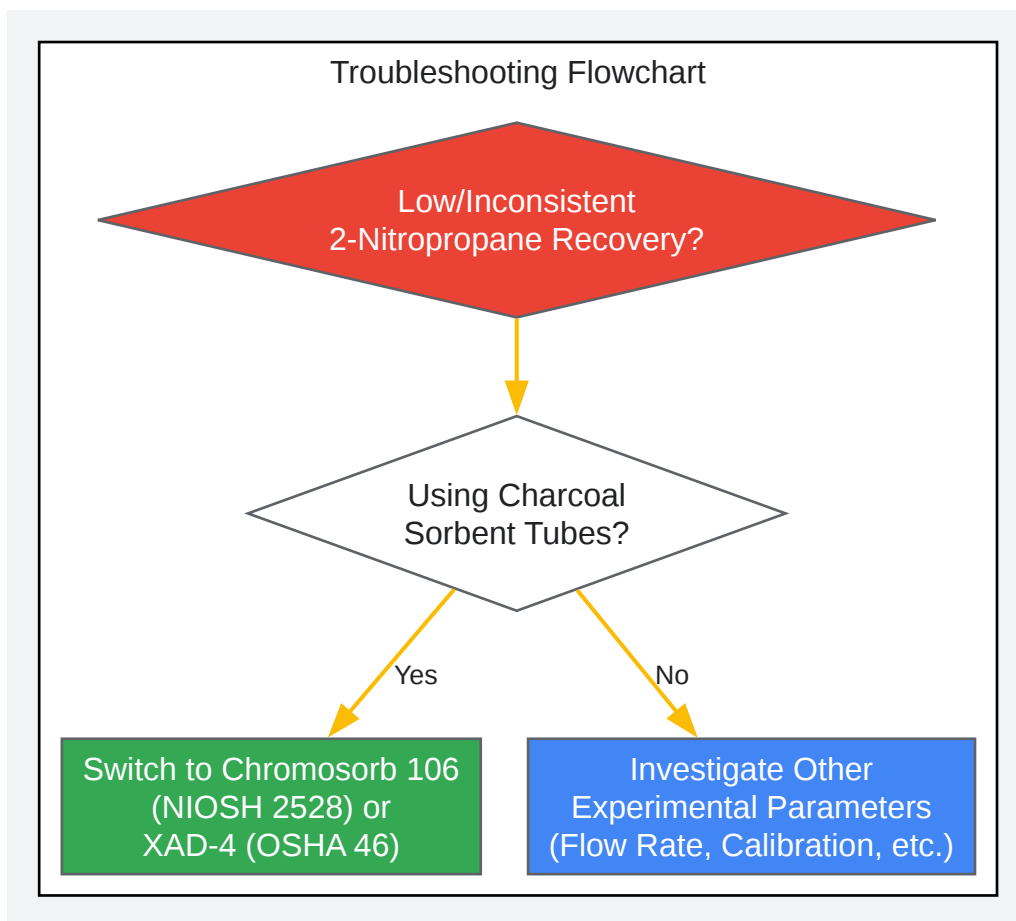 Troubleshooting Flowchart
Low/Inconsistent
2-Nitropropane Recovery?
Using Charcoal
Sorbent Tubes?
Yes
No
Switch to Chromosorb 106
(NIOSH 2528) or
XAD-4 (OSHA 46)
Investigate Other
Experimental Parameters
(Flow Rate, Calibration, etc.)